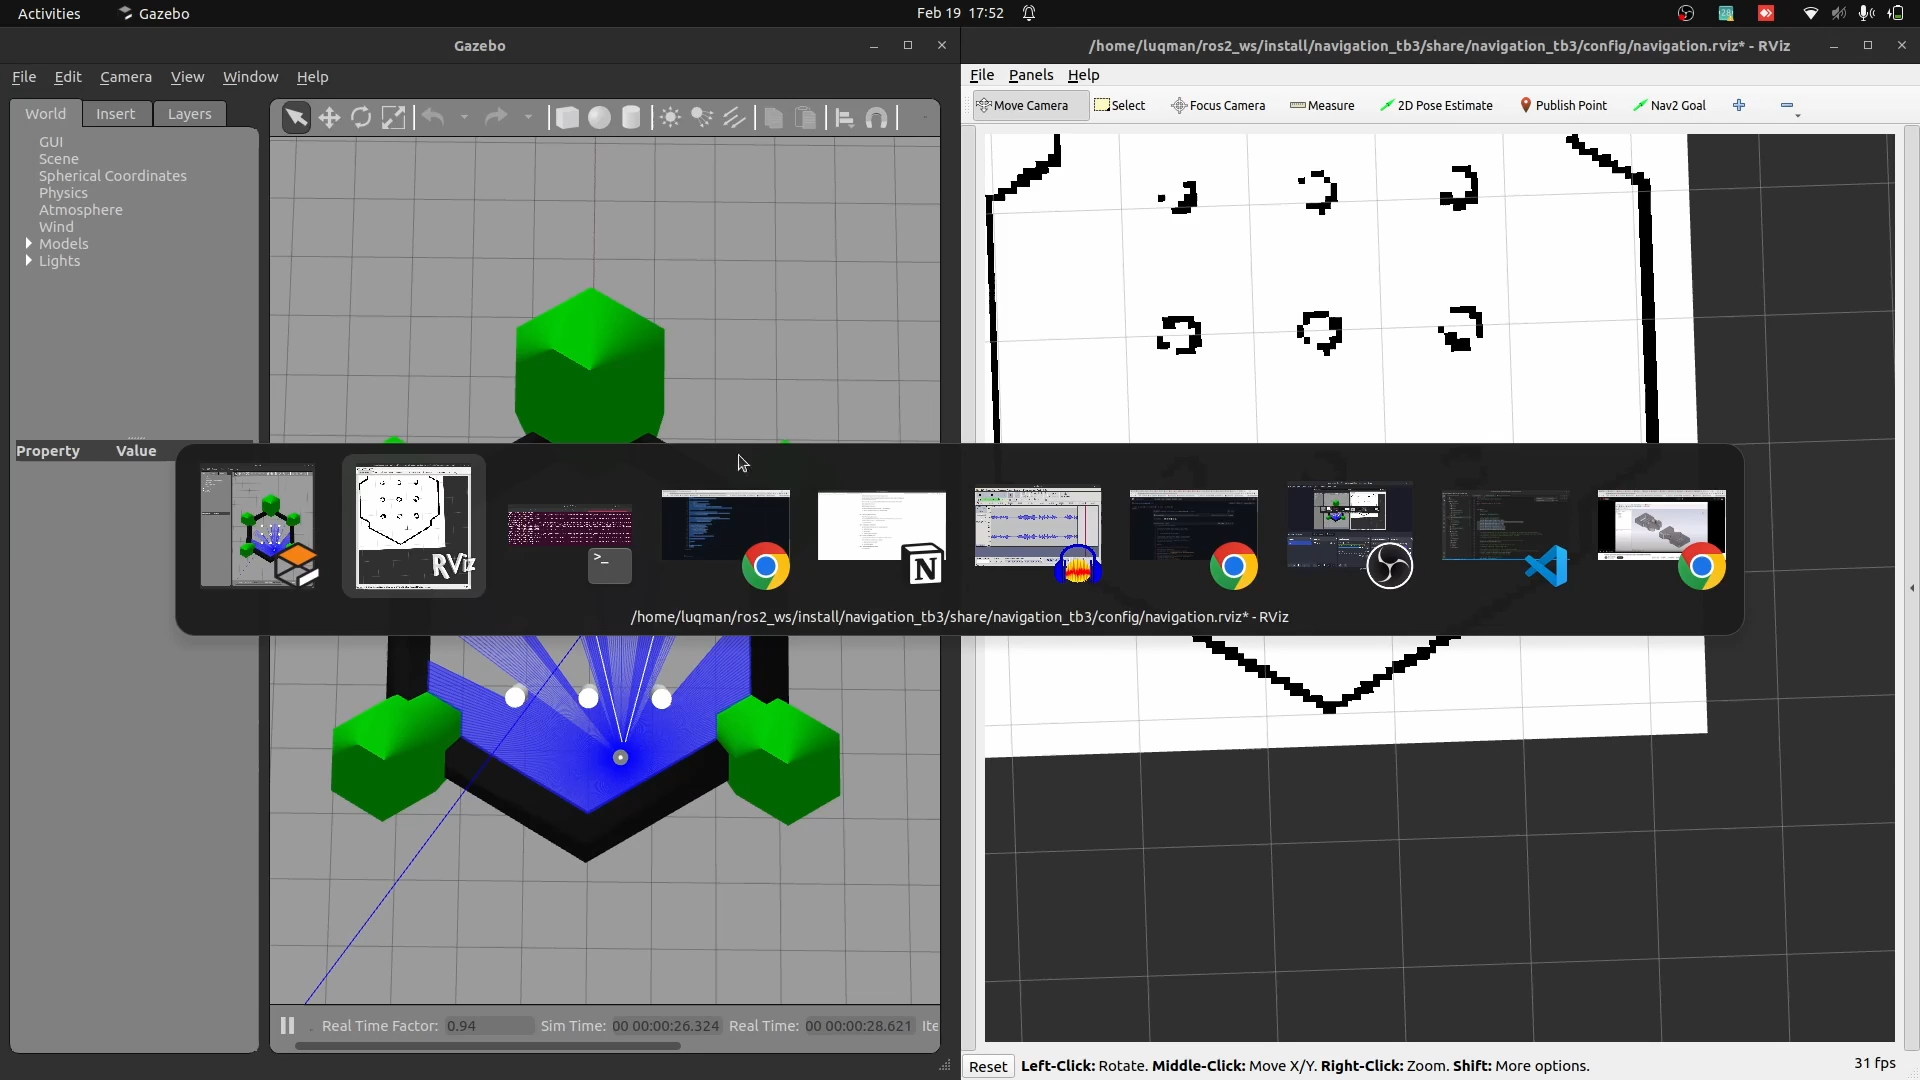 Activities
Gazebo
Feb 19 17:52
Gazebo
File Edit Camera View Window Help
World Insert Layers
GUI
Scene
Spherical Coordinates
Physics
Atmosphere
Wind
Models
Lights
Property Value
Real Time Factor: 0.94 Sim Time: 00 00:00:26.324 Real Time: 00 00:00:28.621 Ite
/home/luqman/ros2_ws/install/navigation_tb3/share/navigation_tb3/config/navigation.rviz* - RViz
File Panels Help
Move Camera Select Focus Camera Measure 2D Pose Estimate Publish Point Nav2 Goal
RViz
>_
N
/home/luqman/ros2_ws/install/navigation_tb3/share/navigation_tb3/config/navigation.rviz* - RViz
Reset Left-Click: Rotate. Middle-Click: Move X/Y. Right-Click: Zoom. Shift: More options.
31 fps